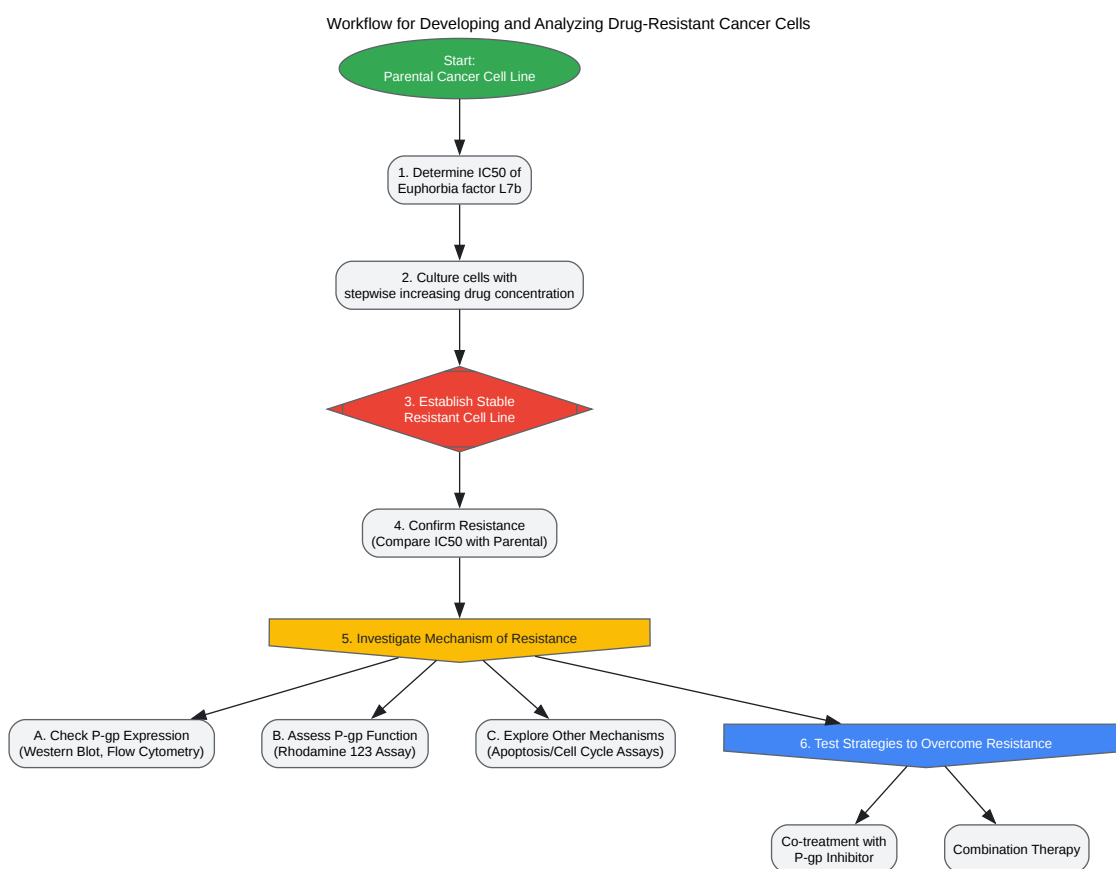 Workflow for Developing and Analyzing Drug-Resistant Cancer Cells
Start:
Parental Cancer Cell Line
1. Determine IC50 of
Euphorbia factor L7b
2. Culture cells with
stepwise increasing drug concentration
3. Establish Stable
Resistant Cell Line
4. Confirm Resistance
(Compare IC50 with Parental)
5. Investigate Mechanism of Resistance
A. Check P-gp Expression
(Western Blot, Flow Cytometry)
B. Assess P-gp Function
(Rhodamine 123 Assay)
C. Explore Other Mechanisms
(Apoptosis/Cell Cycle Assays)
6. Test Strategies to Overcome Resistance
Co-treatment with
P-gp Inhibitor
Combination Therapy